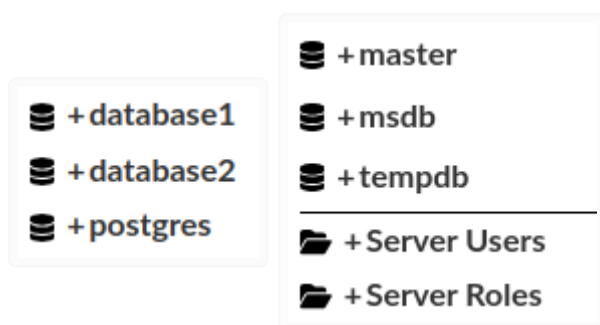 +database1
+database2
+postgres
+master
+msdb
+tempdb
+Server Users
+Server Roles